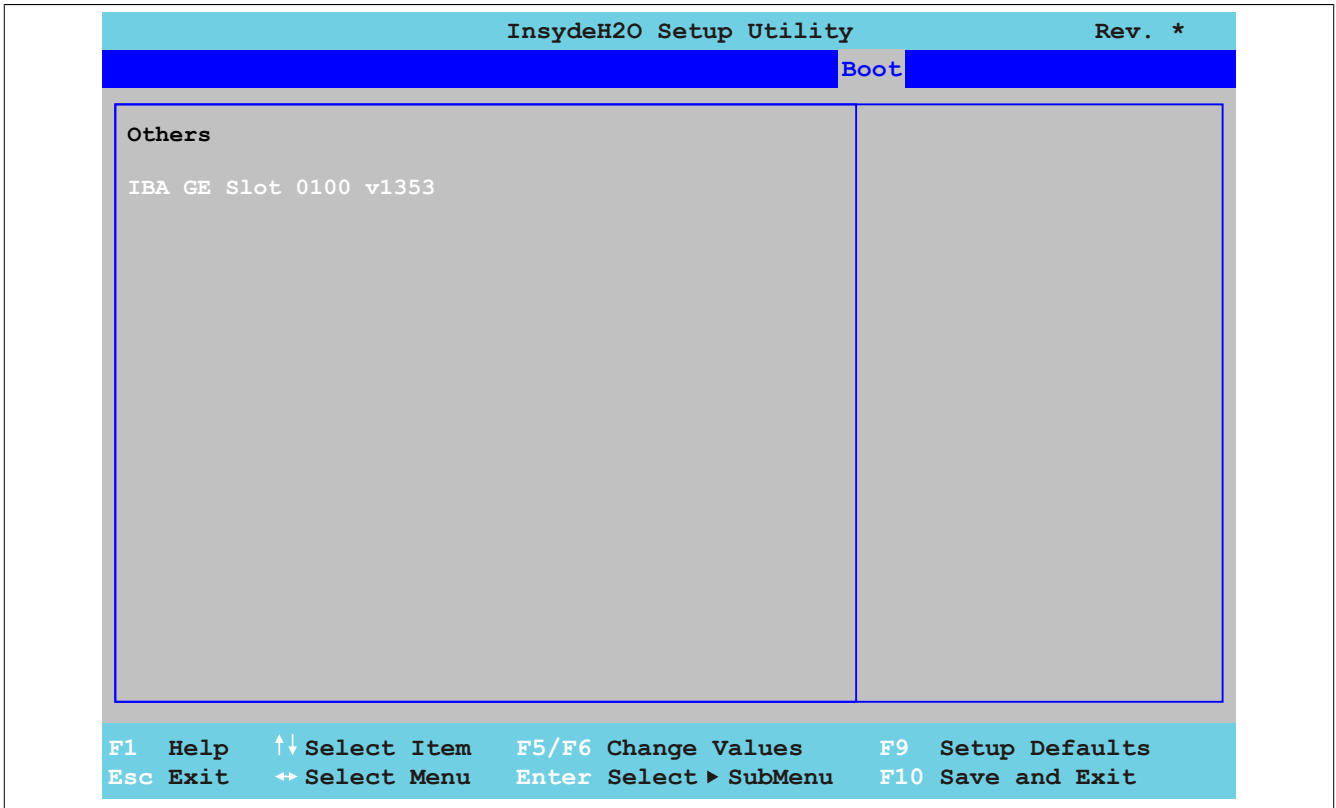 InsydeH2O Setup Utility Rev. *
Boot
Others
IBA GE Slot 0100 v1353
F1 Help ↑↓ Select Item F5/F6 Change Values F9 Setup Defaults
Esc Exit ↔ Select Menu Enter Select ▶ SubMenu F10 Save and Exit